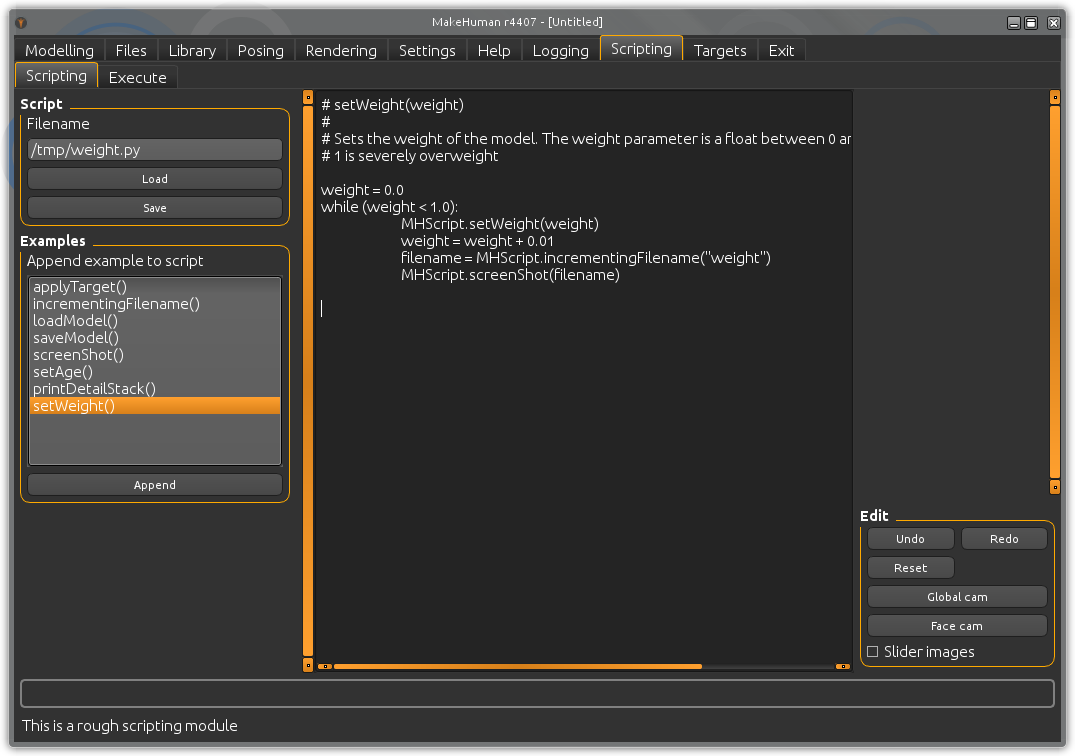 MakeHuman r4407 - [Untitled]
Modelling Files Library Posing Rendering Settings Help Logging Scripting Targets Exit
Scripting Execute
Script
Filename
/tmp/weight.py
Load
Save
Examples
Append example to script
applyTarget()
incrementingFilename()
loadModel()
saveModel()
screenShot()
setAge()
printDetailStack()
setWeight()
Append
# setWeight(weight)
#
# Sets the weight of the model. The weight parameter is a float between 0 ar
# 1 is severely overweight
weight = 0.0
while (weight < 1.0):
MHScript.setWeight(weight)
weight = weight + 0.01
filename = MHScript.incrementingFilename("weight")
MHScript.screenShot(filename)
Edit
Undo Redo
Reset
Global cam
Face cam
Slider images
This is a rough scripting module